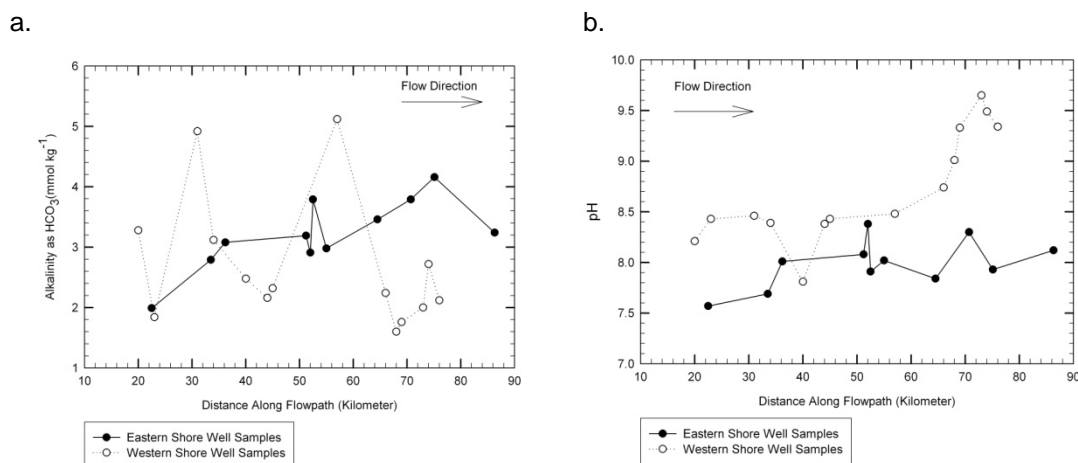 a.
6
5
4
3
2
1
Alkalinity as HCO3(mmol kg-1)
Flow Direction
10 20 30 40 50 60 70 80 90
Distance Along Flowpath (Kilometer)
Eastern Shore Well Samples
Western Shore Well Samples
b.
10.0
9.5
9.0
8.5
8.0
7.5
7.0
pH
Flow Direction
10 20 30 40 50 60 70 80 90
Distance Along Flowpath (Kilometer)
Eastern Shore Well Samples
Western Shore Well Samples